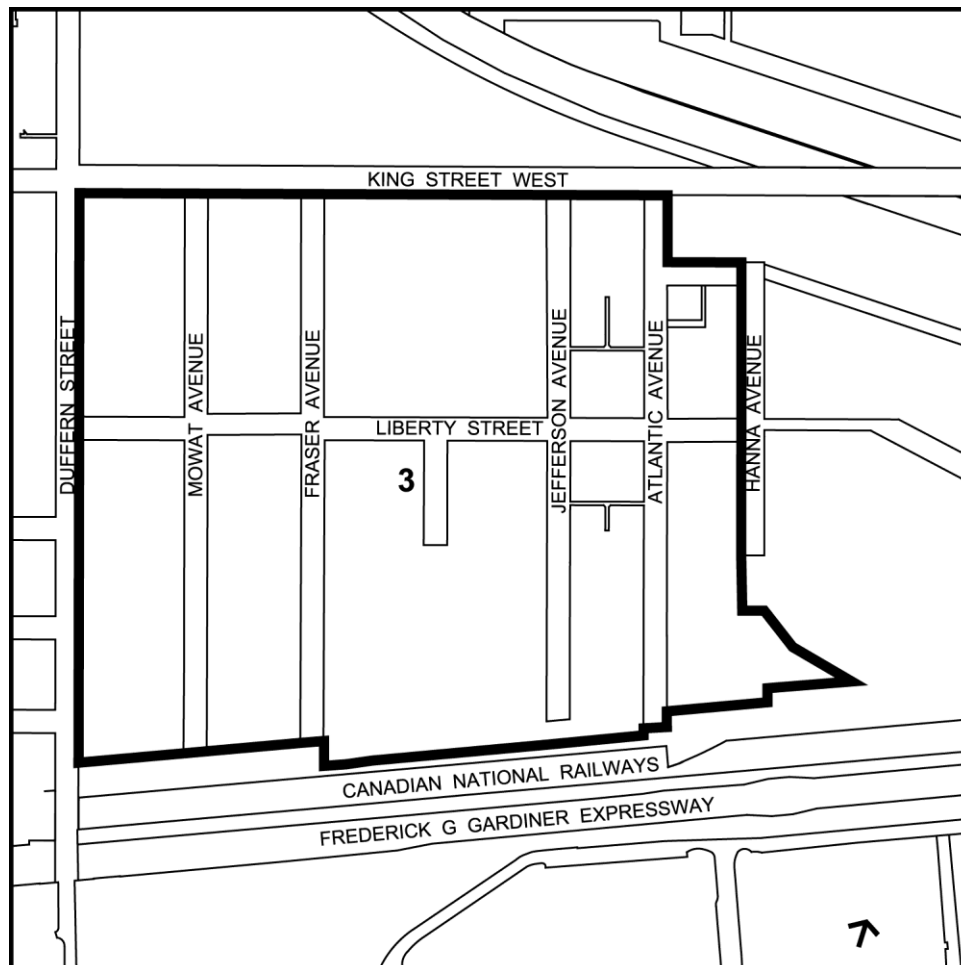 KING STREET WEST
DUFFERN STREET
MOWAT AVENUE
FRASER AVENUE
JEFFERSON AVENUE
ATLANTIC AVENUE
HANNA AVENUE
LIBERTY STREET
3
CANADIAN NATIONAL RAILWAYS
FREDERICK G GARDINER EXPRESSWAY